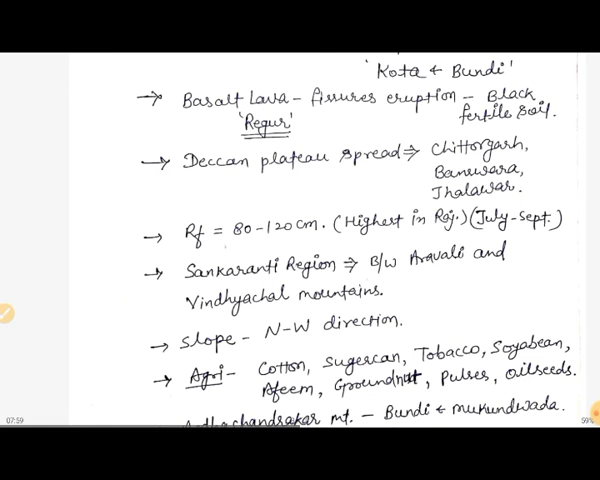 'Kota & Bundi'
→ Basalt Lava - fissures eruption - Black
'Regur' fertile soil.
→ Deccan plateau spread ⇒ Chittorgarh,
Banswara,
Jhalawar.
→ Rf = 80-120 cm. (Highest in Raj.) (July-Sept.)
→ Sankaranti Region ⇒ B/W Aravali and
Vindhyachal mountains.
→ Slope - N-W direction.
→ Agri - Cotton, Sugercan, Tobacco, Soyabean,
Afeem, Groundnut, Pulses, Oilseeds.
mt. - Bundi & mukundwada.
07:59
59%